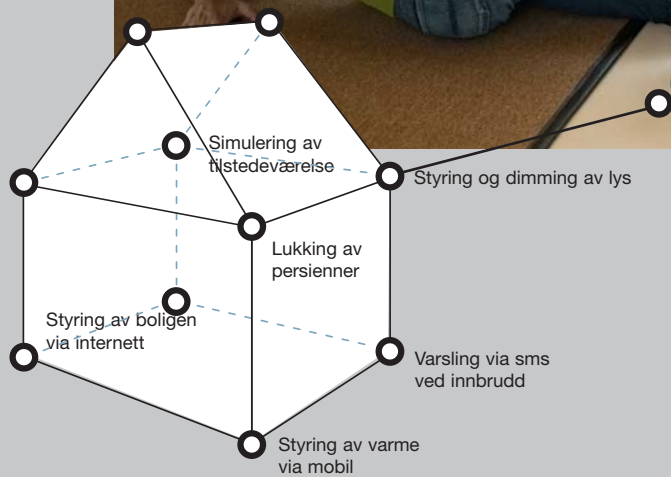 Simulering av
tilstedeværelse
Styring og dimming av lys
Lukking av
persienner
Styring av boligen
via internett
Varsling via sms
ved innbrudd
Styring av varme
via mobil